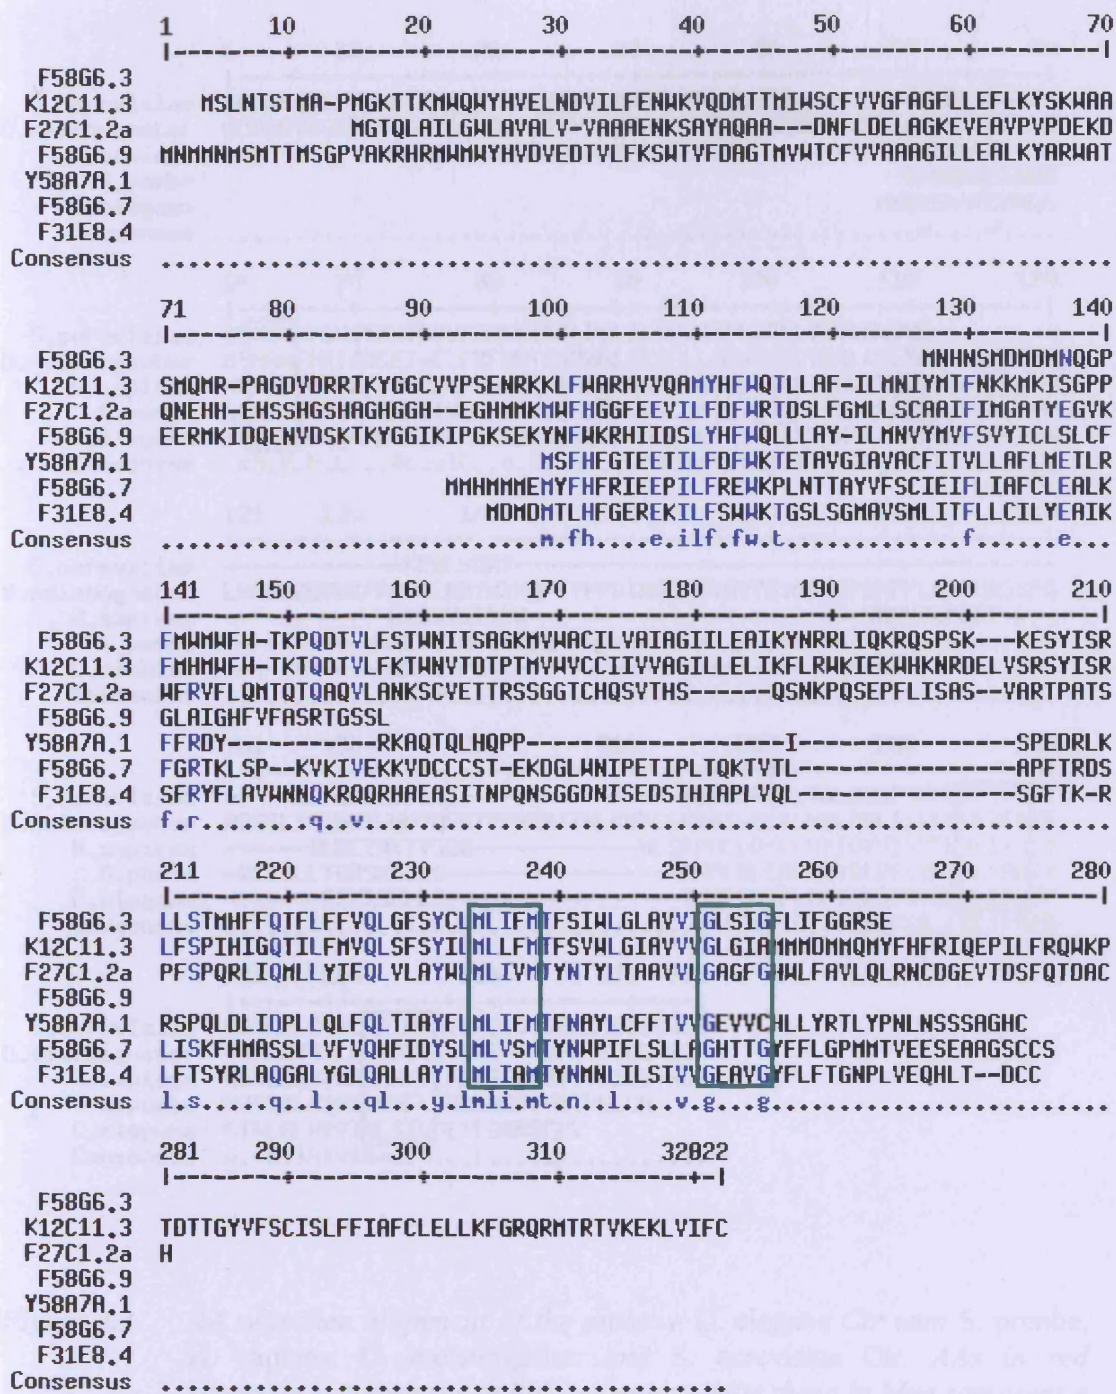 1 10 20 30 40 50 60 70
|--------+---------+---------+---------+---------+---------+---------|
F58G6.3
K12C11.3 MSLNTSTMA-PMGKTTKMWQWYHVELNDVILFENWKVQDMTTMIWSCFVVGFAGFLLEFLKYSKWAA
F27C1.2a MGTQLAILGWLAVALV-VAAAENKSAYAQAA--DNFLDELAGKEVEAVPVPDEKD
F58G6.9 MNMMNMSMTTMSGPVAKRHRMWMWYHVDVEDTVLFKSWTVFDAGTMVWTCFVVAAAGILLEALKYARWAT
Y58A7A.1
F58G6.7
F31E8.4
Consensus ......................................................................
71 80 90 100 110 120 130 140
|--------+---------+---------+---------+---------+---------+---------|
F58G6.3 MNHNSMDMDMNQGP
K12C11.3 SMQMR-PAGDVDRRTKYGGCVVPSENRKKLFWARHVVQAMYHFWQTLLAF-ILMNIYMTFNKKMKISGPP
F27C1.2a QNEHH-EHSSHGSHAGHGGH--EGHMMKMWFHGGFEEVILFDFWRTDSLFGMLLSCAAIFIMGATYEGVK
F58G6.9 EERMKIDQENVDSKTKYGGIKIPGKSEKYNFWKRHIIDSLYHFWQLLLAY-ILMNVYMVFSVYICLSLCF
Y58A7A.1 MSFHFGTEETILFDFWKTETAVGIAVACFITVLLAFLMETLR
F58G6.7 MMHMMMEMYFHFRIEEPILFREWKPLNTTAYVFSCIEIFLIAFCLEALK
F31E8.4 MDMDMTLHFGEREKILFSWWKTGSLSGMAVSMLITFLLCILYEAIK
Consensus ............................m.fh....e.ilf.fw.t.............f......e...
141 150 160 170 180 190 200 210
|--------+---------+---------+---------+---------+---------+---------|
F58G6.3 FMWMWFH-TKPQDTVLFSTWNITSAGKMVWACILVAIAGIILEAIKYNRRLIQKRQSPSK---KESYISR
K12C11.3 FMHMWFH-TKTQDTVLFKTWNVTDTPTMVWVCCIIVVAGILLELIKFLRWKIEKWHKNRDELVSRSYISR
F27C1.2a WFRVFLQMTQTQAQVLANKSCVETTRSSGGTCHQSVTHS------QSNKPQSEPFLISAS--VARTPATS
F58G6.9 GLAIGHFVFASRTGSSL
Y58A7A.1 FFRDY-----------RKAQTQLHQPP-------------------I----------------SPEDRLK
F58G6.7 FGRTKLSP--KVKIVEKKVDCCCST-EKDGLWNIPETIPLTQKTVTL----------------APFTRDS
F31E8.4 SFRYFLAVWNNQKRQQRHAEASITNPQNSGGDNISEDSIHIAPLVQL----------------SGFTK-R
Consensus f.r........q..v.......................................................
211 220 230 240 250 260 270 280
|--------+---------+---------+---------+---------+---------+---------|
F58G6.3 LLSTMHFFQTFLFFVQLGFSYCLMLIFMTFSIWLGLAVVIGLSIGFLIFGGRSE
K12C11.3 LFSPIHIGQTILFMVQLSFSYILMLLFMTFSVWLGIAVVVGLGIAMMMDMMQMYFHFRIQEPILFRQWKP
F27C1.2a PFSPQRLIQMLLYIFQLVLAYWLMLIVMTYNTYLTAAVVLGAGFGHWLFAVLQLRNCDGEVTDSFQTDAC
F58G6.9
Y58A7A.1 RSPQLDLIDPLLQLFQLTIAYFLMLIFMTFNAYLCFFTVVGEVVCHLLYRTLYPNLNSSSAGHC
F58G6.7 LISKFHMASSLLVFVQHFIDYSLMLVSMTYNWPIFLSLLAGHTTGYFFLGPMMTVEESEAAGSCCS
F31E8.4 LFTSYRLAQGALYGLQALLAYTLMLIAMTYNMNLILSIVVGEAVGYFLFTGNPLVEQHLT--DCC
Consensus l.s.....q..l...ql...y.lmli.mt....l....v.g...g.........................
281 290 300 310 320322
|--------+---------+---------+---------+-|
F58G6.3
K12C11.3 TDTTGYVFSCISLFFIAFCLELLKFGRQRMTRTVKEKLVIFC
F27C1.2a H
F58G6.9
Y58A7A.1
F58G6.7
F31E8.4
Consensus ..........................................